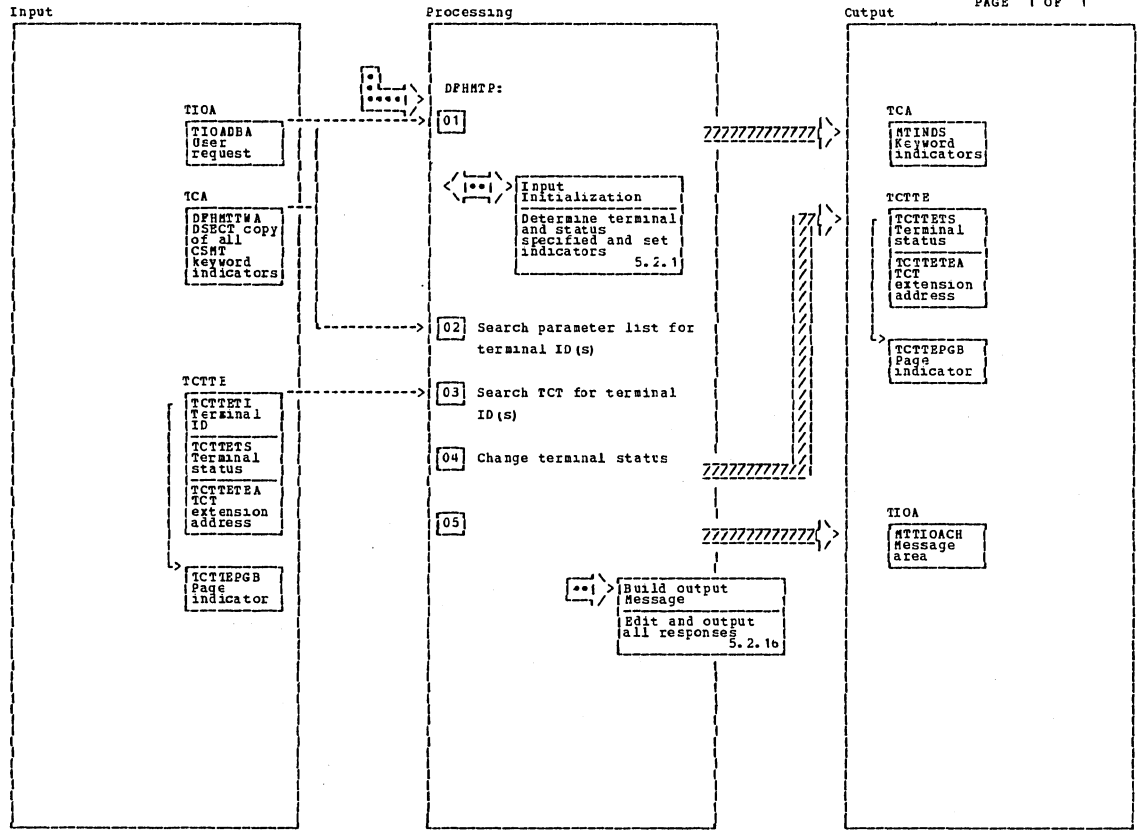 PAGE 1 OF 1
Input
Processing
Cutput
DFHMTP:
TIOA
TIOADBA
User
request
01
TCA
MTINDS
Keyword
indicators
TCA
DFHMTTWA
DSECT copy
of all
CSMT
keyword
indicators
Input
Initialization
Determine terminal
and status
specified and set
indicators
5.2.1
TCTTE
TCTTETS
Terminal
status
TCTTETEA
TCT
extension
address
TCTTEPGB
Page
indicator
02 Search parameter list for
terminal ID(s)
TCTTE
TCTTETI
Terminal
ID
TCTTETS
Terminal
status
TCTTETEA
TCT
extension
address
TCTTEPGB
Page
indicator
03 Search TCT for terminal
ID(s)
04 Change terminal status
05
TIOA
MTTIOACH
Message
area
Build output
Message
Edit and output
all responses
5.2.16